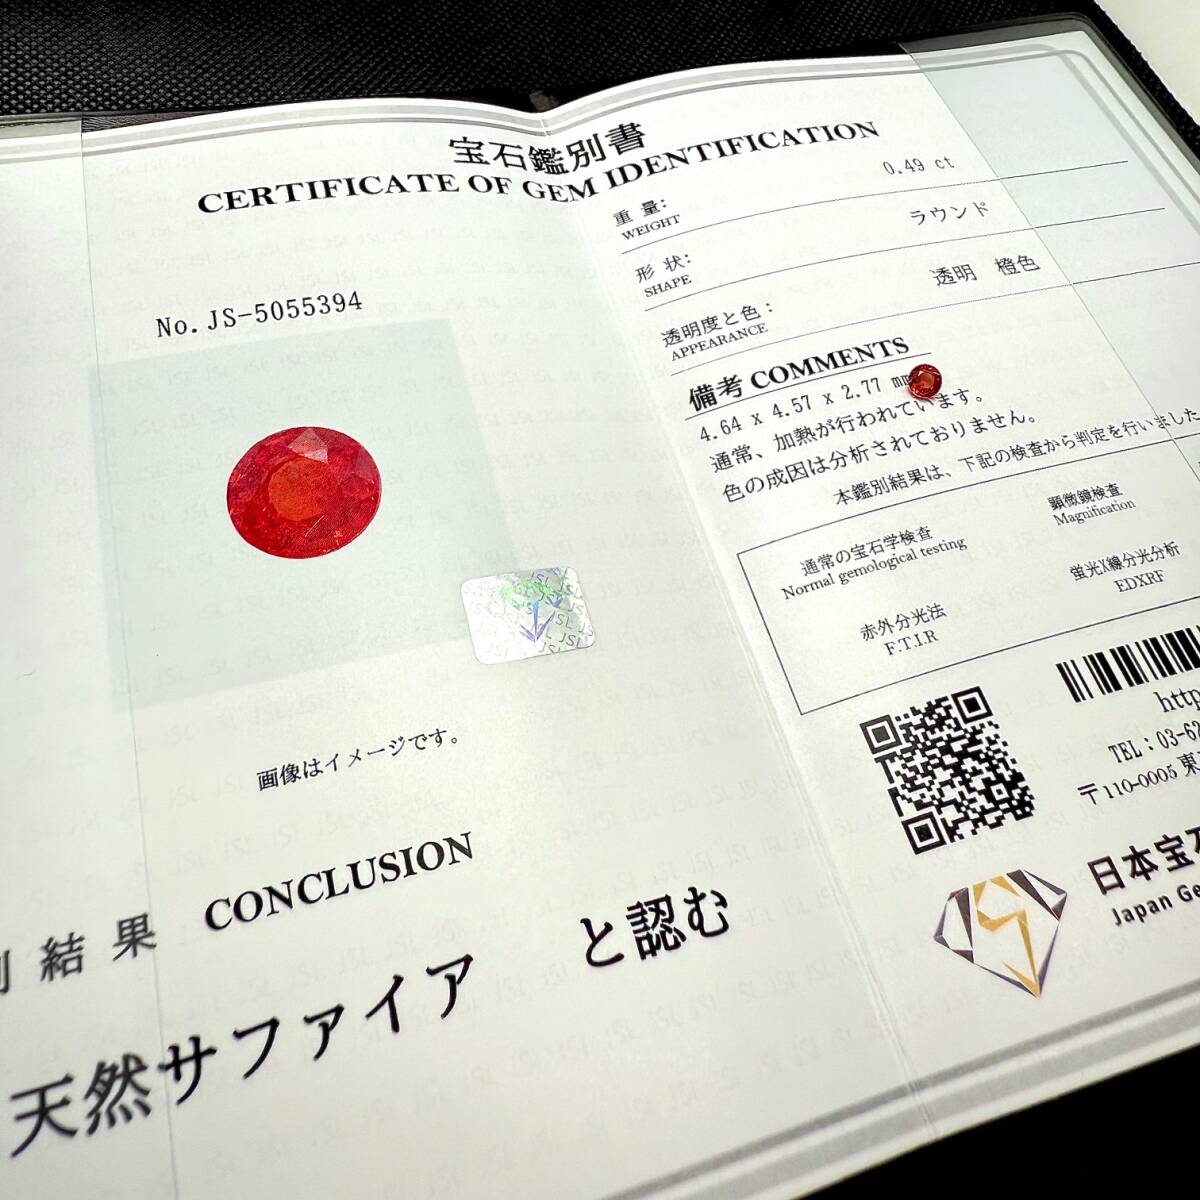 宝石鑑別書
CERTIFICATE OF GEM IDENTIFICATION
No. JS-5055394
画像はイメージです。
結果 CONCLUSION
天然サファイア と認む
重量: 0.49 ct
WEIGHT
形状: ラウンド
SHAPE
透明度と色: 透明 橙色
APPEARANCE
備考 COMMENTS
4.64 x 4.57 x 2.77 mm
通常、加熱が行われています。
色の成因は分析されておりません。
本鑑別結果は、下記の検査から判定を行いました
通常の宝石学検査
Normal gemological testing
顕微鏡検査
Magnification
赤外分光法
F.T.I.R
蛍光X線分光分析
EDXRF
http
TEL:03-62
〒110-0005 東
日本宝石
Japan Ge
JSL